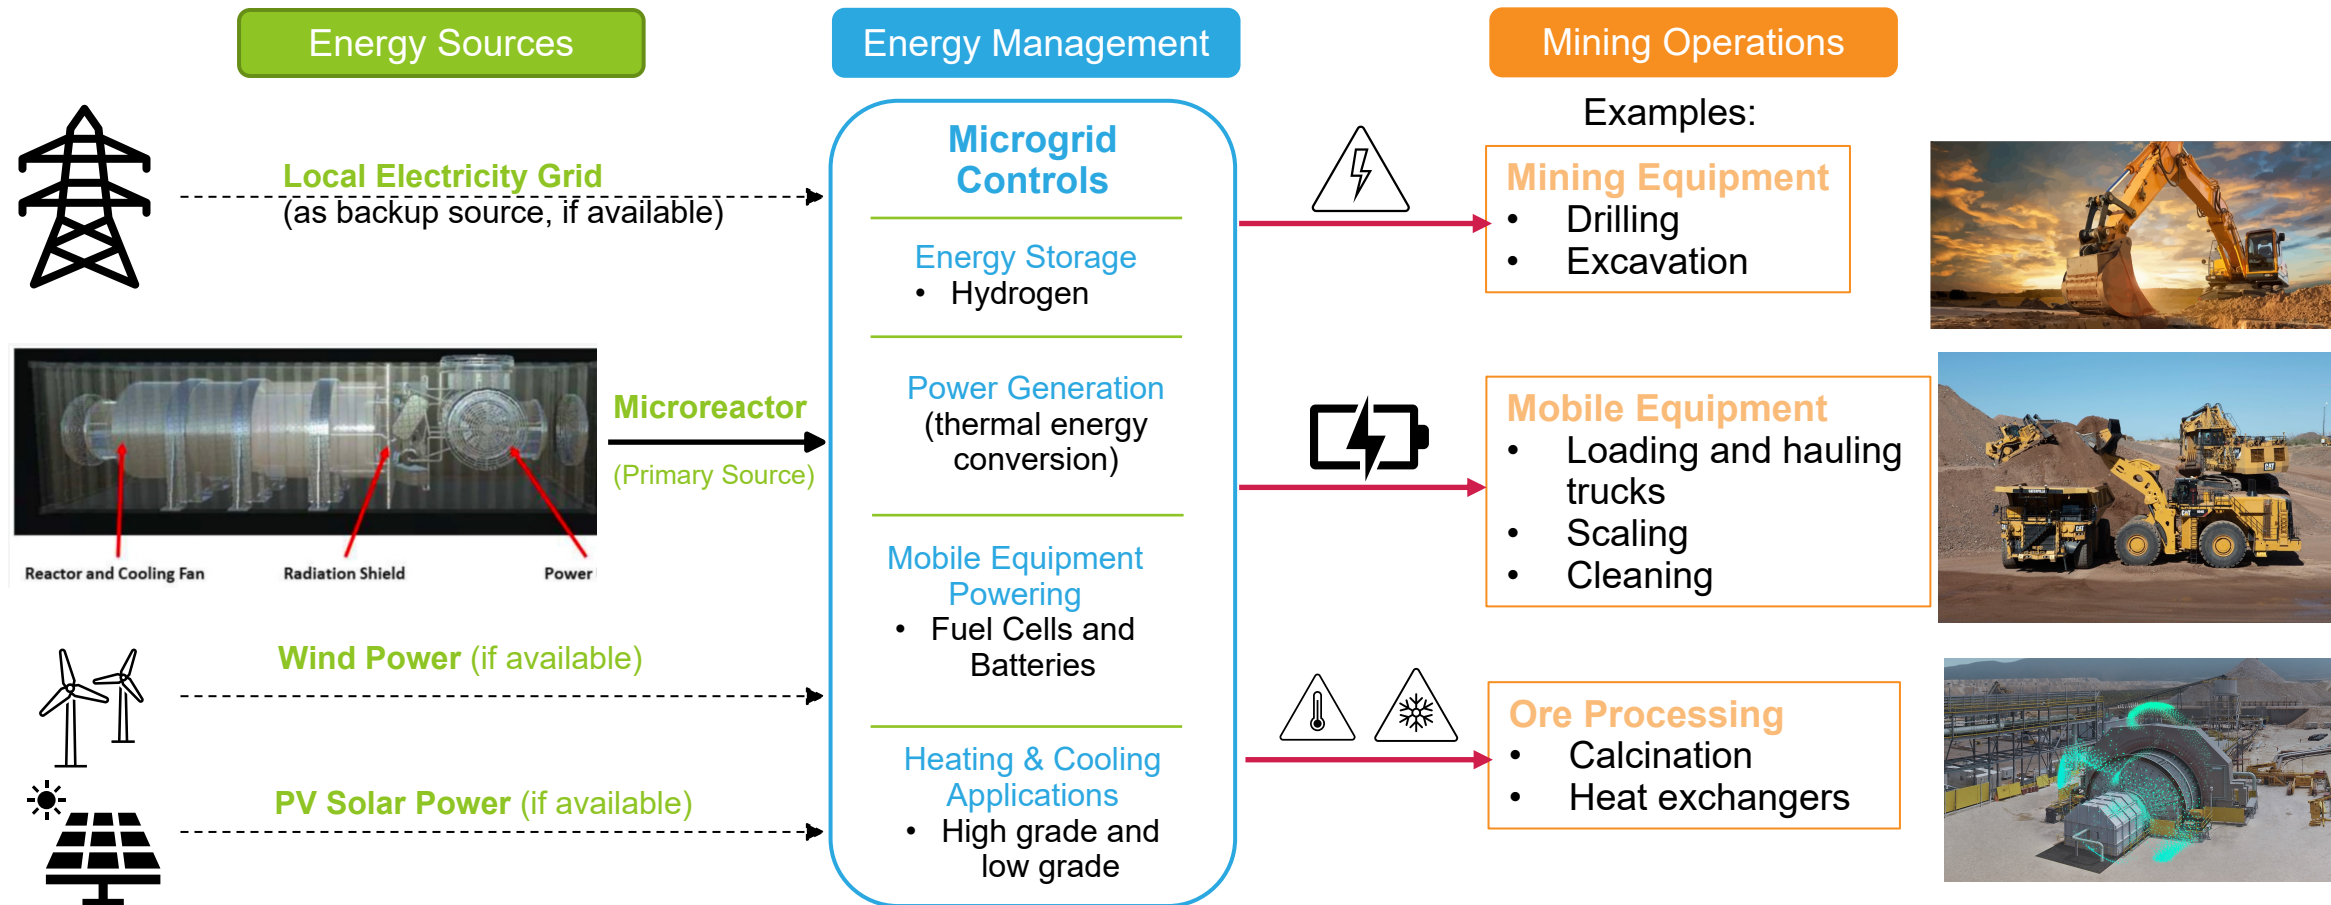 Energy Sources
Energy Management
Mining Operations
Local Electricity Grid
(as backup source, if available)
Microreactor
(Primary Source)
Reactor and Cooling Fan
Radiation Shield
Power
Wind Power (if available)
PV Solar Power (if available)
Microgrid
Controls
Energy Storage
• Hydrogen
Power Generation
(thermal energy
conversion)
Mobile Equipment
Powering
• Fuel Cells and
Batteries
Heating & Cooling
Applications
• High grade and
low grade
Examples:
Mining Equipment
• Drilling
• Excavation
Mobile Equipment
• Loading and hauling
trucks
• Scaling
• Cleaning
Ore Processing
• Calcination
• Heat exchangers
CAT
CAT
CAT